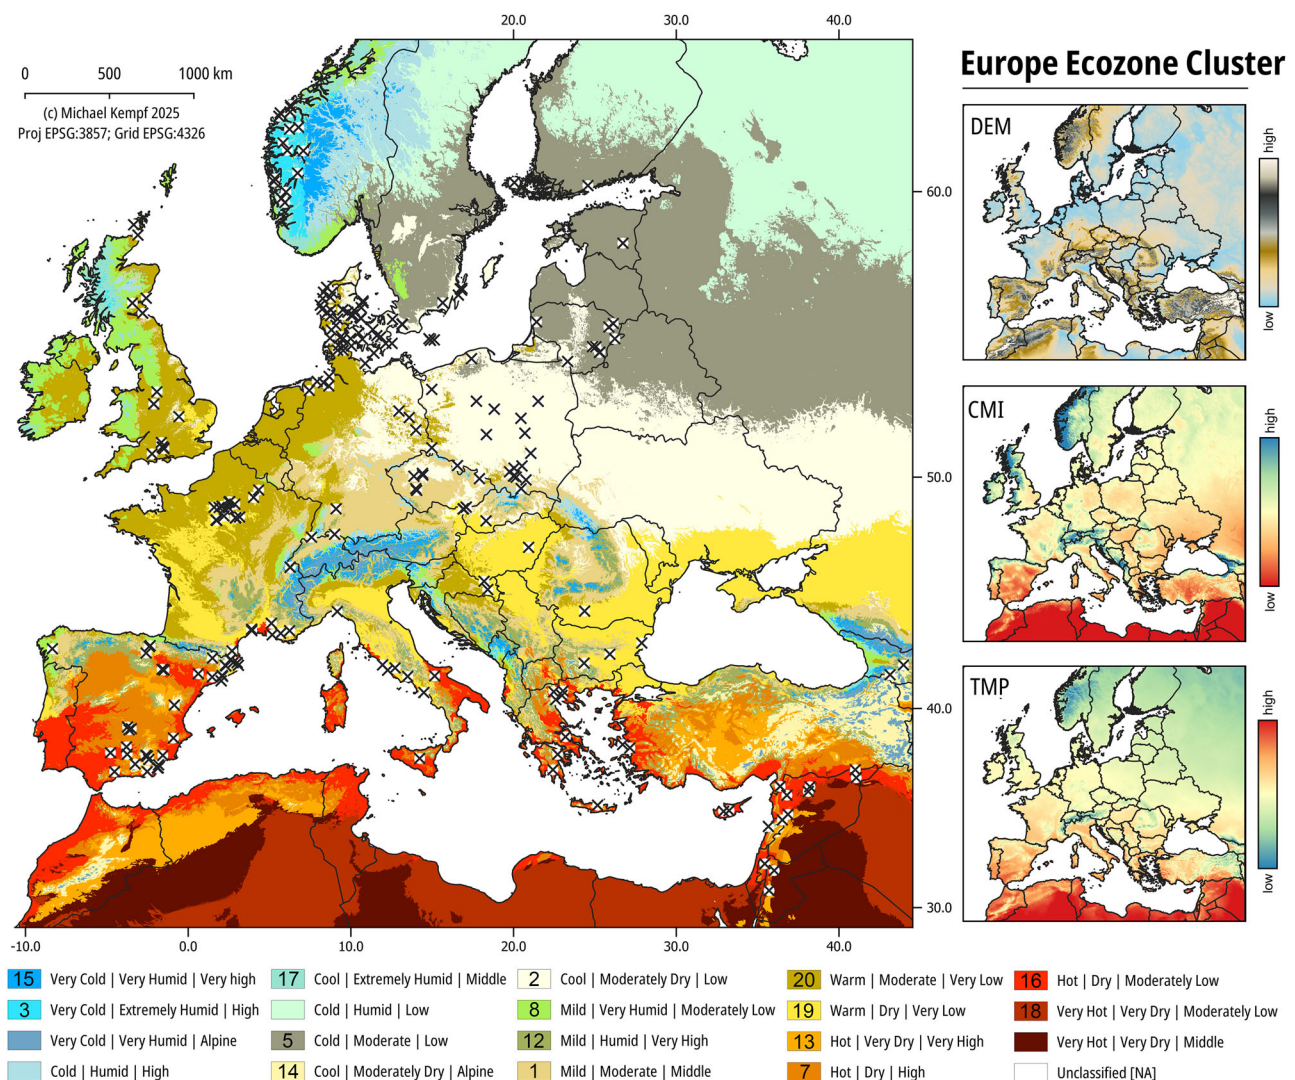 20.0 30.0 40.0
0 500 1000 km
(c) Michael Kempf 2025
Proj EPSG:3857; Grid EPSG:4326
60.0
50.0
40.0
30.0
-10.0 0.0 10.0 20.0 30.0 40.0
Europe Ecozone Cluster
DEM
high
low
CMI
high
low
TMP
high
low
15 Very Cold | Very Humid | Very high
3 Very Cold | Extremely Humid | High
Very Cold | Very Humid | Alpine
Cold | Humid | High
17 Cool | Extremely Humid | Middle
Cold | Humid | Low
5 Cold | Moderate | Low
14 Cool | Moderately Dry | Alpine
2 Cool | Moderately Dry | Low
8 Mild | Very Humid | Moderately Low
12 Mild | Humid | Very High
1 Mild | Moderate | Middle
20 Warm | Moderate | Very Low
19 Warm | Dry | Very Low
13 Hot | Very Dry | Very High
7 Hot | Dry | High
16 Hot | Dry | Moderately Low
18 Very Hot | Very Dry | Moderately Low
Very Hot | Very Dry | Middle
Unclassified [NA]